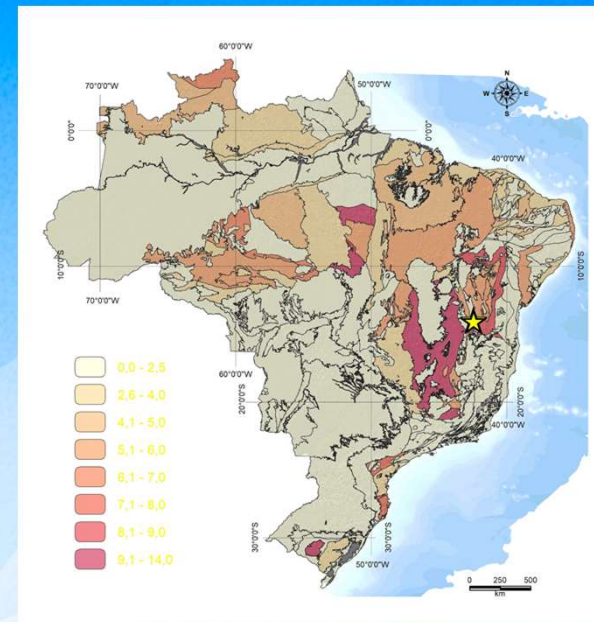 60°0'0"W
N
70°0'0"W
50°0'0"W
W
E
S
0°0'0"
0°0'0"
40°0'0"W
10°0'0"S
10°0'0"S
70°0'0"W
0,0 - 2,5
60°0'0"W
2,6 - 4,0
20°0'0"S
20°0'0"S
4,1 - 5,0
40°0'0"W
5,1 - 6,0
6,1 - 7,0
7,1 - 8,0
8,1 - 9,0
30°0'0"S
30°0'0"S
9,1 - 14,0
50°0'0"W
0 250 500
km